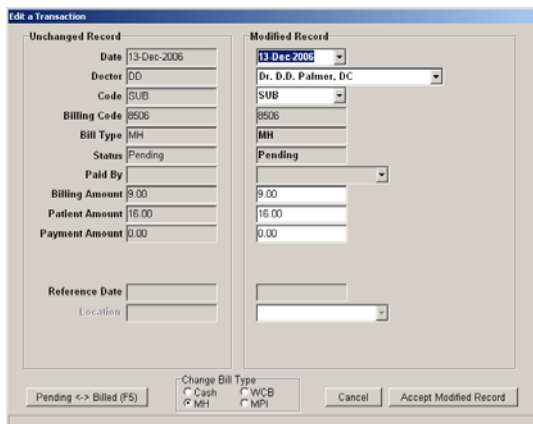 Edit a Transaction
Unchanged Record Modified Record
Date 13-Dec-2006 13-Dec-2006
Doctor DD Dr. D.D. Palmer, DC
Code SUB SUB
Billing Code 8506 8506
Bill Type MH MH
Status Pending Pending
Paid By
Billing Amount 9.00 9.00
Patient Amount 16.00 16.00
Payment Amount 0.00 0.00
Reference Date
Location
Change Bill Type
Pending <-> Billed (F5) Cash WCB Cancel Accept Modified Record
MH MPI